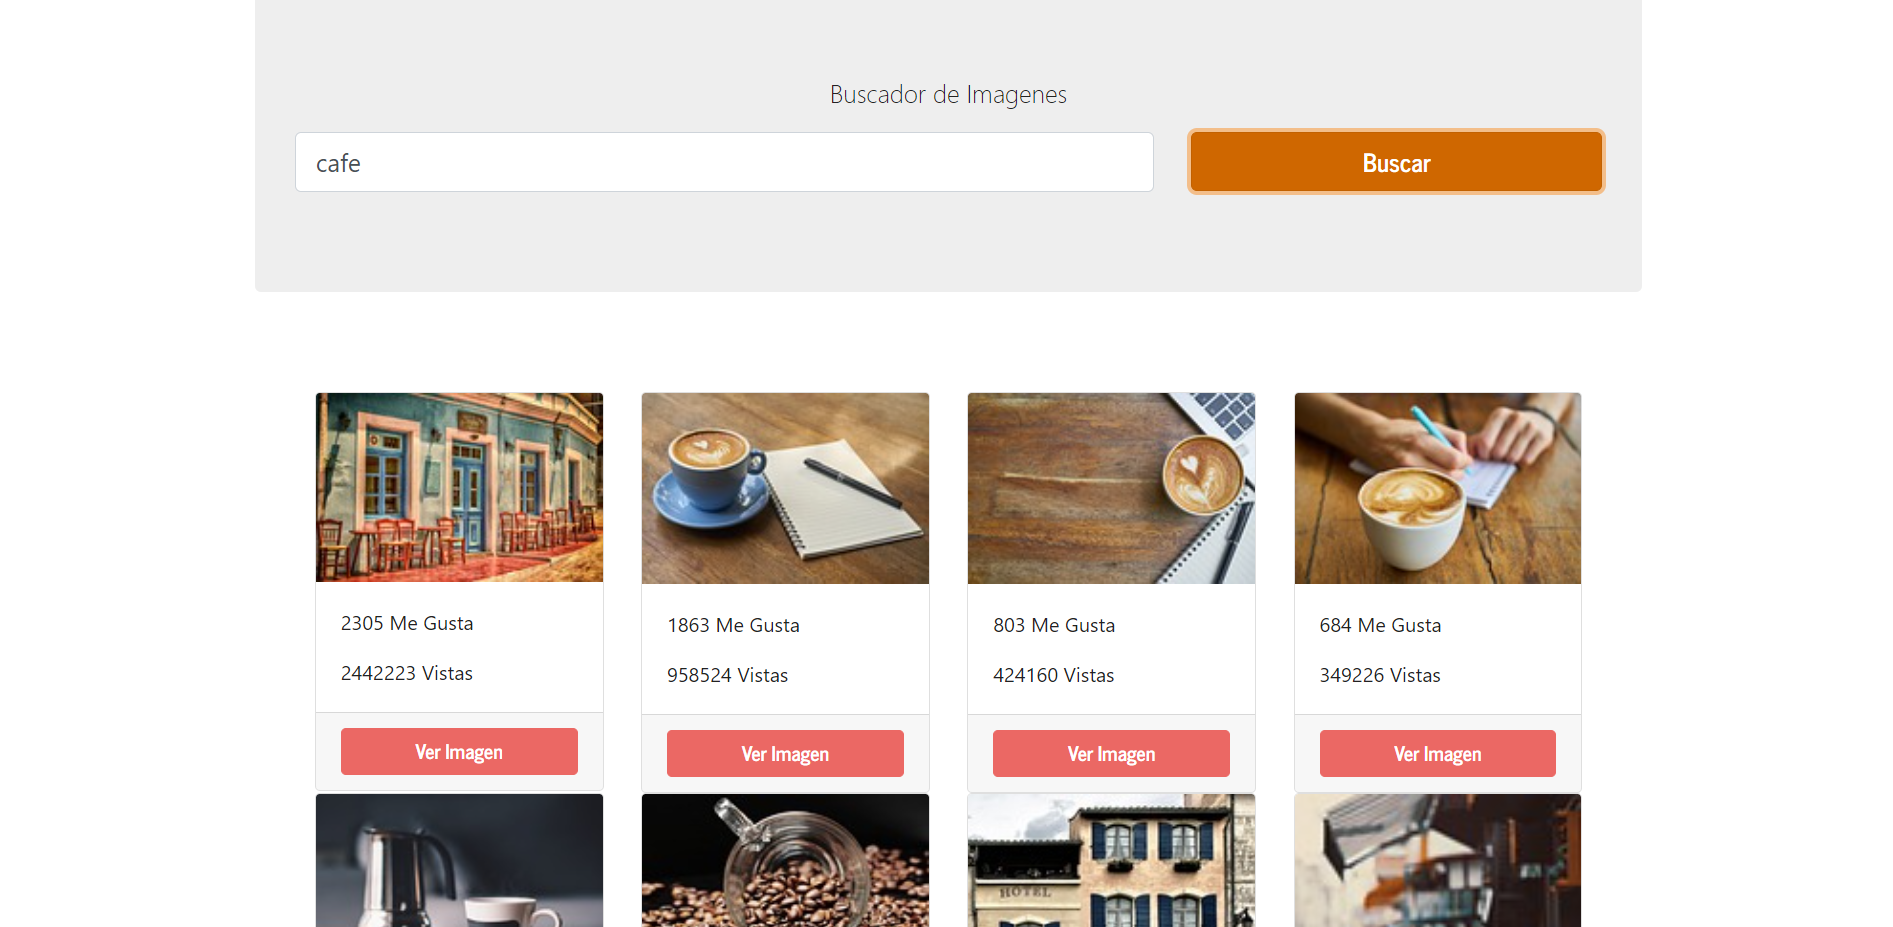 Buscador de Imagenes
cafe
Buscar
2305 Me Gusta
2442223 Vistas
Ver Imagen
1863 Me Gusta
958524 Vistas
Ver Imagen
803 Me Gusta
424160 Vistas
Ver Imagen
684 Me Gusta
349226 Vistas
Ver Imagen
HOTEL